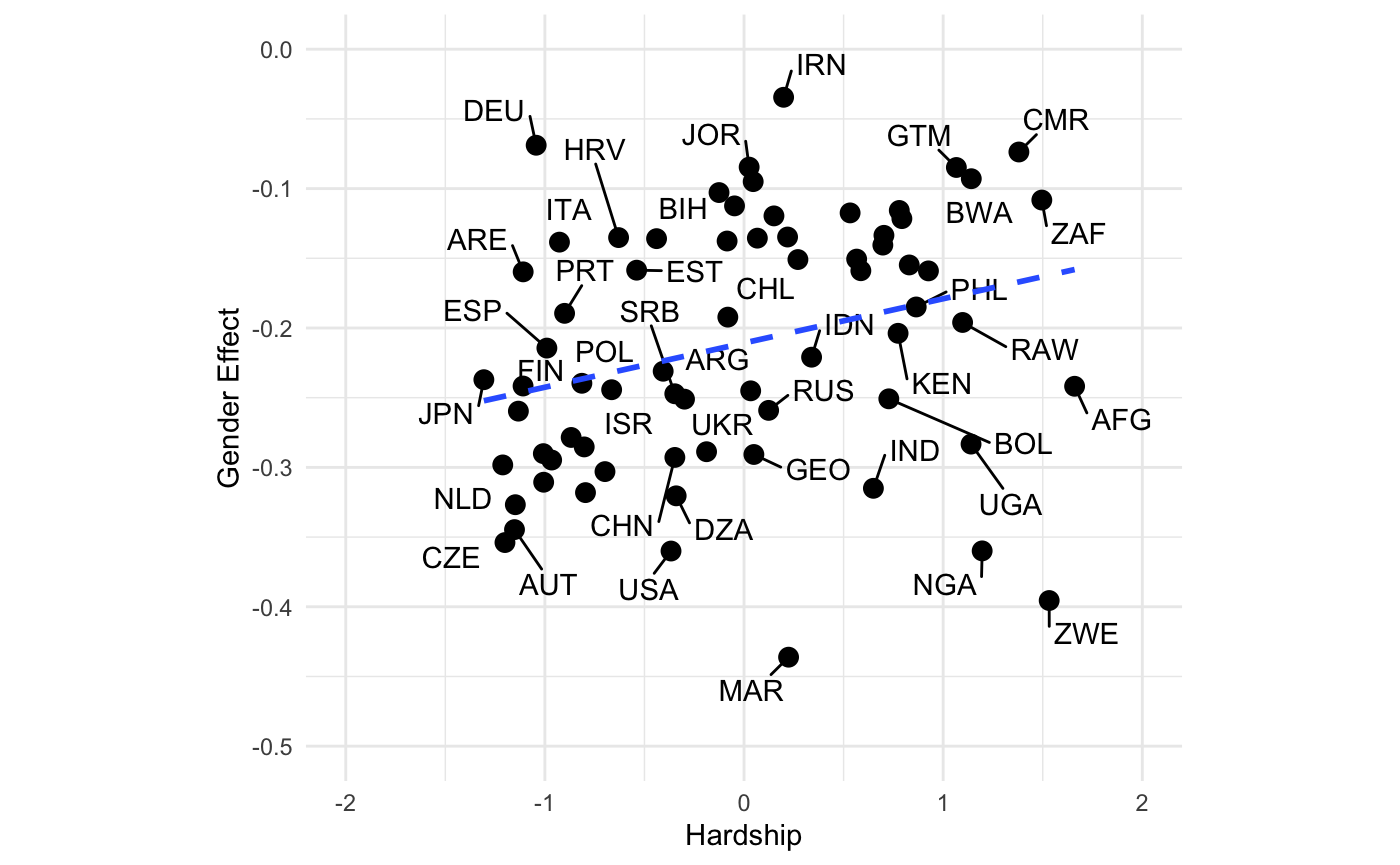 0.0
IRN
DEU
CMR
JOR
GTM
HRV
-0.1
ITA
BIH
BWA
ZAF
ARE
PRT
EST
CHL
PHL
ESP
SRB
-0.2
IDN
RAW
POL
ARG
FIN
KEN
RUS
JPN
AFG
ISR
UKR
BOL
IND
-0.3
GEO
NLD
UGA
CHN
DZA
CZE
AUT
USA
NGA
-0.4
ZWE
MAR
-0.5
-2
-1
0
1
2
Hardship
Gender Effect